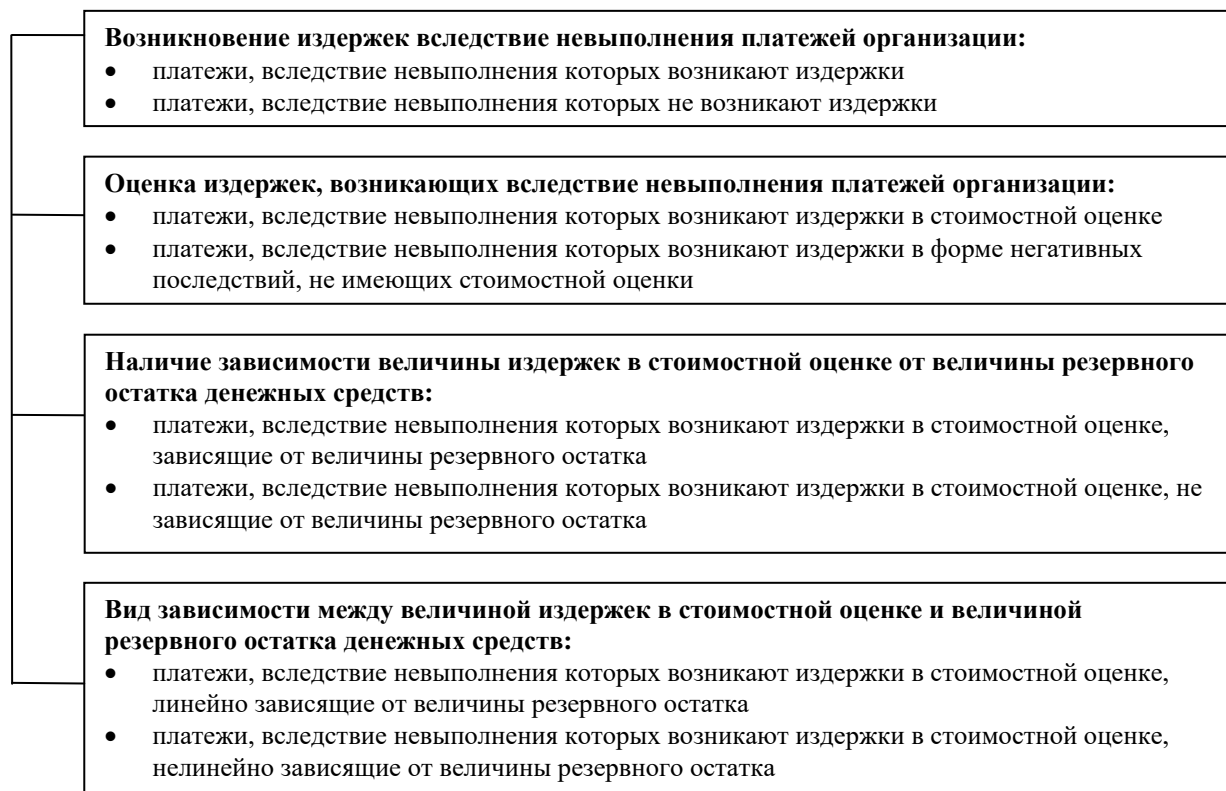 Возникновение издержек вследствие невыполнения платежей организации:
• платежи, вследствие невыполнения которых возникают издержки
• платежи, вследствие невыполнения которых не возникают издержки
Оценка издержек, возникающих вследствие невыполнения платежей организации:
• платежи, вследствие невыполнения которых возникают издержки в стоимостной оценке
• платежи, вследствие невыполнения которых возникают издержки в форме негативных
последствий, не имеющих стоимостной оценки
Наличие зависимости величины издержек в стоимостной оценке от величины резервного
остатка денежных средств:
• платежи, вследствие невыполнения которых возникают издержки в стоимостной оценке,
зависящие от величины резервного остатка
• платежи, вследствие невыполнения которых возникают издержки в стоимостной оценке, не
зависящие от величины резервного остатка
Вид зависимости между величиной издержек в стоимостной оценке и величиной
резервного остатка денежных средств:
• платежи, вследствие невыполнения которых возникают издержки в стоимостной оценке,
линейно зависящие от величины резервного остатка
• платежи, вследствие невыполнения которых возникают издержки в стоимостной оценке,
нелинейно зависящие от величины резервного остатка